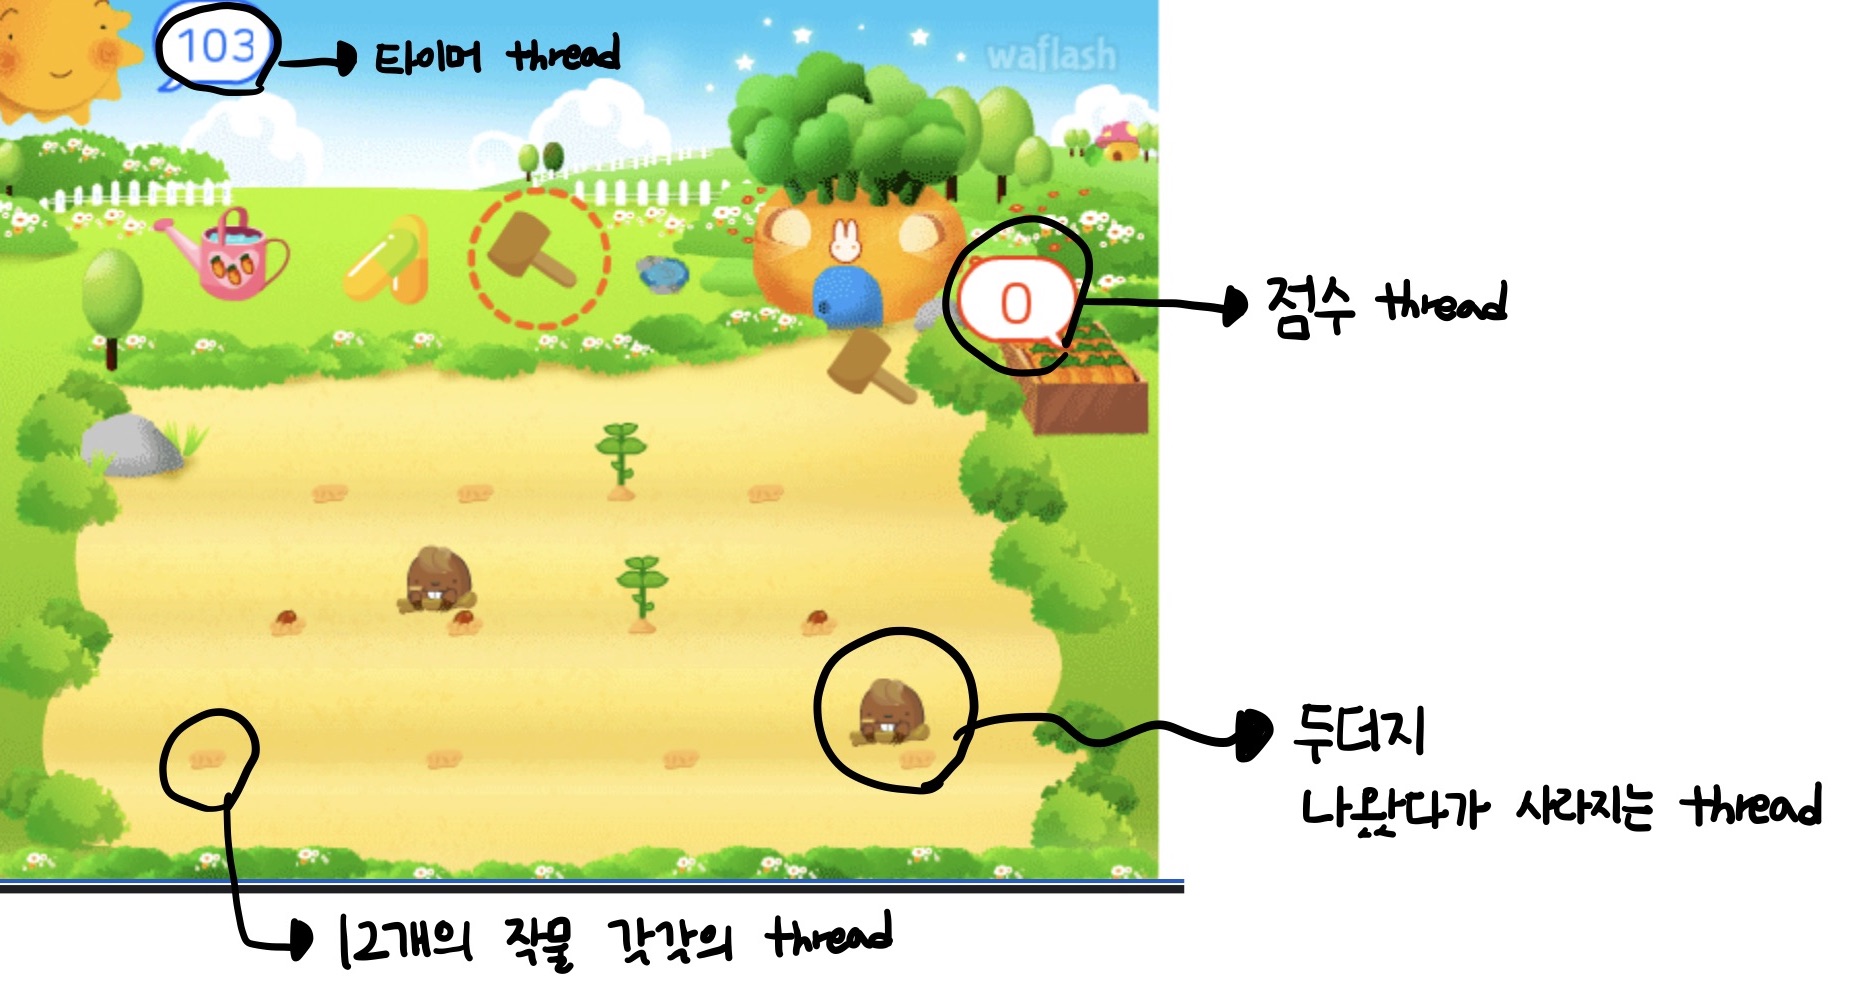 103
타이머 thread
waflash
0
점수 thread
두더지
나왔다가 사라지는 thread
12개의 작물 각각의 thread